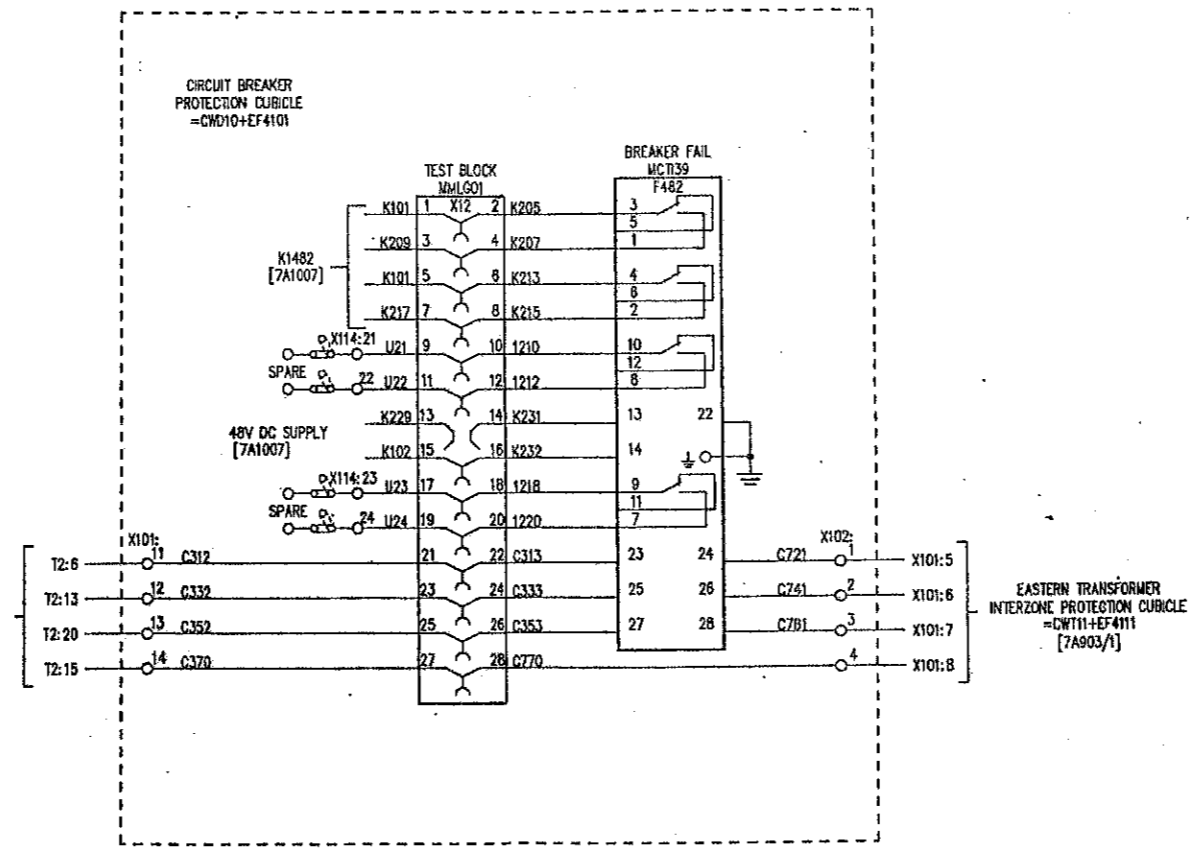 CIRCUIT BREAKER
PROTECTION CUBICLE
=CWD10+EF4101
TEST BLOCK
MMLG01
BREAKER FAIL
MCTI39
F482
K101 1 X12 2 K205 3
5
K209 3 4 K207 1
K1482
[7A1007]
K101 5 6 K213 4
6
K217 7 8 K215 2
X114:21 U21 9 10 1210 10
12
SPARE 22 U22 11 12 1212 8
K229 13 14 K231 13 22
48V DC SUPPLY
[7A1007]
K102 15 16 K232 14
X114:23 U23 17 18 1218 9
11
SPARE 24 U24 19 20 1220 7
X101: X102:
T2:6 11 C312 21 22 C313 23 24 C721 1 X101:5
T2:13 12 C332 23 24 C333 25 26 C741 2 X101:6
T2:20 13 C352 25 26 C353 27 28 C761 3 X101:7
T2:15 14 C370 27 28 C770 4 X101:8
EASTERN TRANSFORMER
INTERZONE PROTECTION CUBICLE
=CWT11+EF4111
[7A903/1]